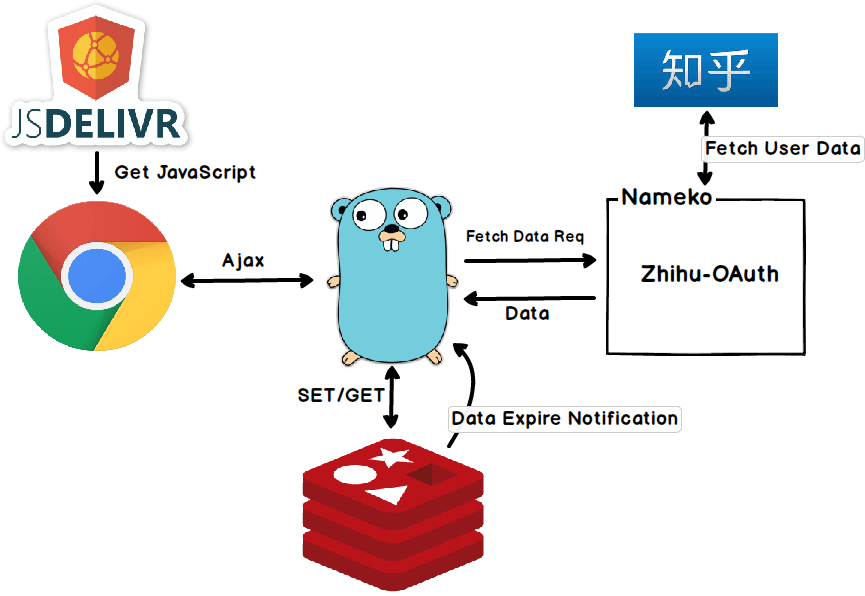 JSDELIVR
知乎
Get JavaScript
Fetch User Data
Nameko
Fetch Data Req
Ajax
Zhihu-OAuth
Data
SET/GET
Data Expire Notification